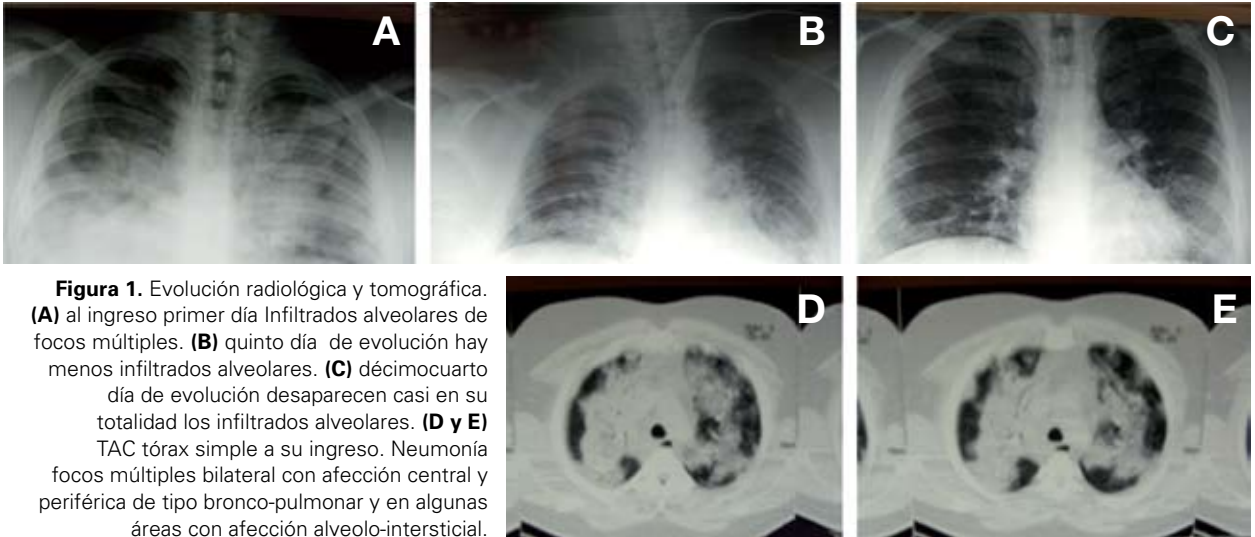 A
B
C
Figura 1. Evolución radiológica y tomográfica.
(A) al ingreso primer día Infiltrados alveolares de
focos múltiples. (B) quinto día de evolución hay
menos infiltrados alveolares. (C) décimocuarto
día de evolución desaparecen casi en su
totalidad los infiltrados alveolares. (D y E)
TAC tórax simple a su ingreso. Neumonía
focos múltiples bilateral con afección central y
periférica de tipo bronco-pulmonar y en algunas
áreas con afección alveolo-intersticial.
D
E